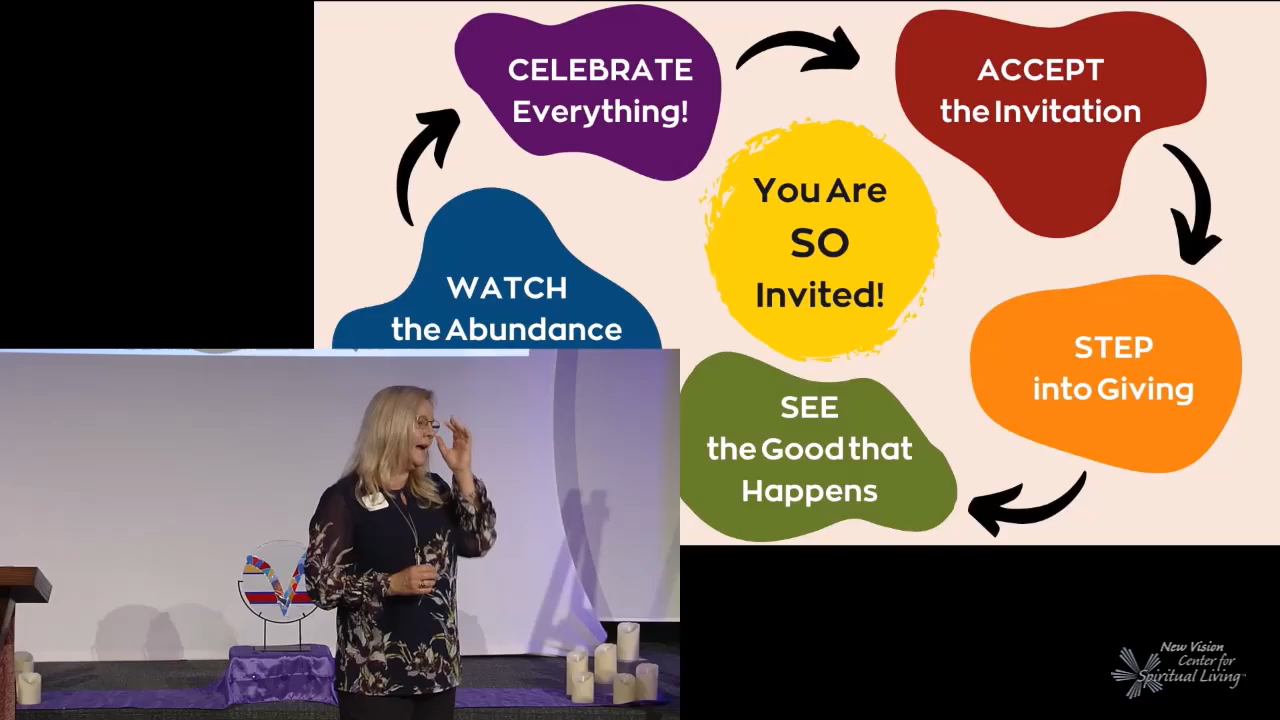 CELEBRATE
Everything!
ACCEPT
the Invitation
You Are
SO
Invited!
WATCH
the Abundance
STEP
into Giving
SEE
the Good that
Happens
New Vision
Center for
Spiritual Living